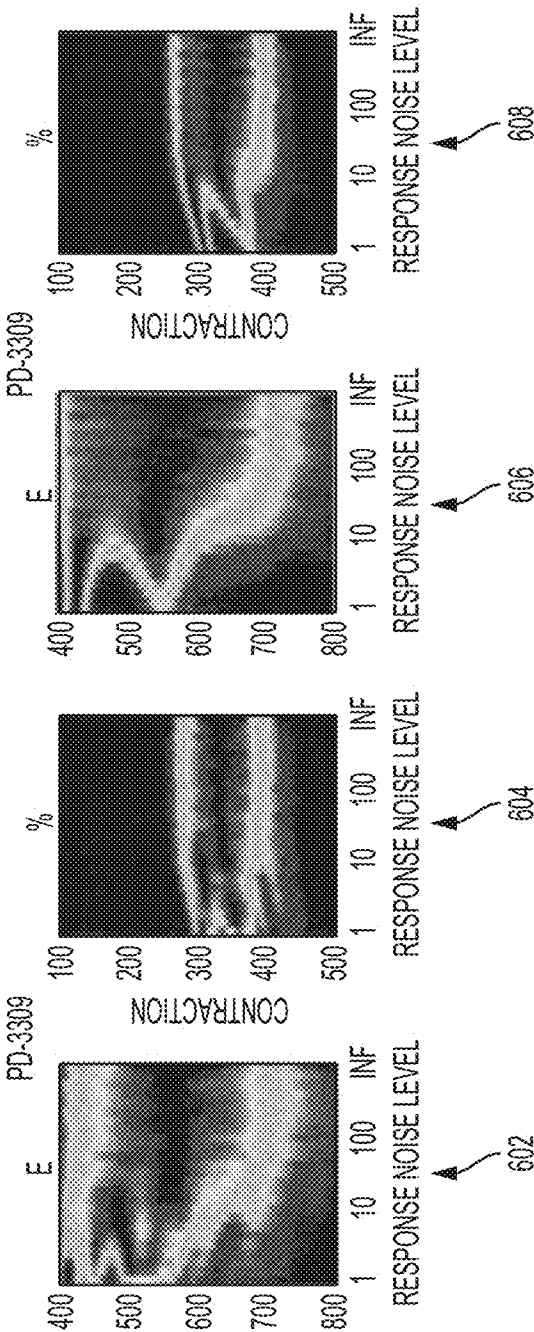 PD-3309
E
400
500
600
700
800
1
10
100
INF
RESPONSE NOISE LEVEL
602
%
CONTRACTION
100
200
300
400
500
1
10
100
INF
RESPONSE NOISE LEVEL
604
PD-3309
E
400
500
600
700
800
1
10
100
INF
RESPONSE NOISE LEVEL
606
%
CONTRACTION
100
200
300
400
500
1
10
100
INF
RESPONSE NOISE LEVEL
608